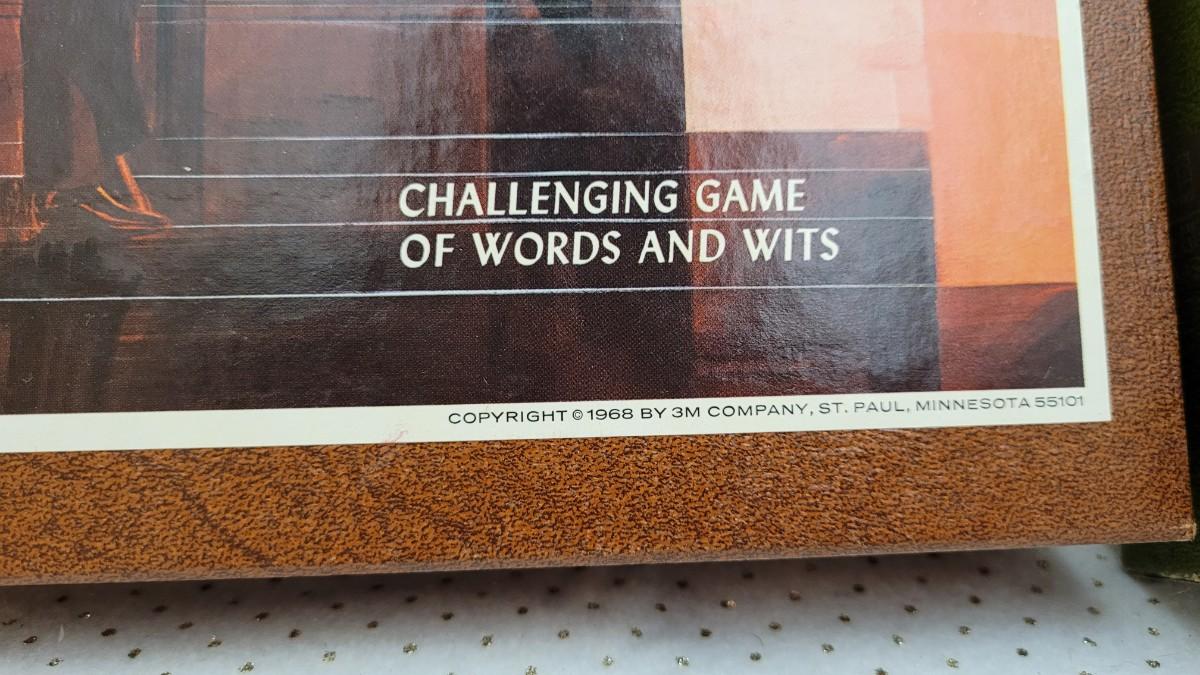 CHALLENGING GAME
OF WORDS AND WITS
COPYRIGHT © 1968 BY 3M COMPANY, ST. PAUL, MINNESOTA 55101